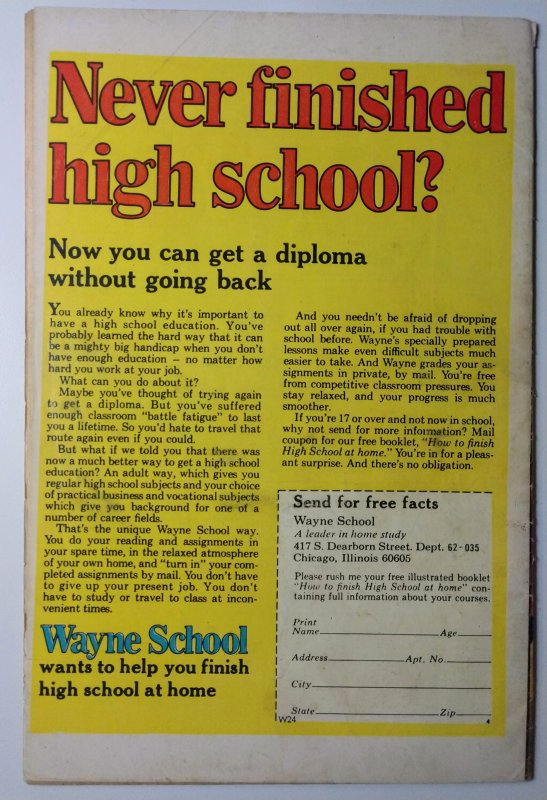 Never finished
high school?
Now you can get a diploma
without going back
You already know why it's important to
have a high school education. You've
probably learned the hard way that it can
be a mighty big handicap when you don't
have enough education – no matter how
hard you work at your job.
What can you do about it?
Maybe you've thought of trying again
to get a diploma. But you've suffered
enough classroom "battle fatigue" to last
you a lifetime. So you'd hate to travel that
route again even if you could.
But what if we told you that there was
now a much better way to get a high school
education? An adult way, which gives you
regular high school subjects and your choice
of practical business and vocational subjects
which give you background for one of a
number of career fields.
That's the unique Wayne School way.
You do your reading and assignments in
your spare time, in the relaxed atmosphere
of your own home, and "turn in" your com-
pleted assignments by mail. You don't have
to give up your present job. You don't
have to study or travel to class at incon-
venient times.
Wayne School
wants to help you finish
high school at home
And you needn't be afraid of dropping
out all over again, if you had trouble with
school before. Wayne's specially prepared
lessons make even difficult subjects much
easier to take. And Wayne grades your as-
signments in private, by mail. You're free
from competitive classroom pressures. You
stay relaxed, and your progress is much
smoother.
If you're 17 or over and not now in school,
why not send for more information? Mail
coupon for our free booklet, "How to finish
High School at home." You're in for a pleas-
ant surprise. And there's no obligation.
Send for free facts
Wayne School
A leader in home study
417 S. Dearborn Street. Dept. 62-035
Chicago, Illinois 60605
Please rush me your free illustrated booklet
"How to finish High School at home" con-
taining full information about your courses.
Print
Name Age
Address Apt. No.
City
State Zip
W24 4